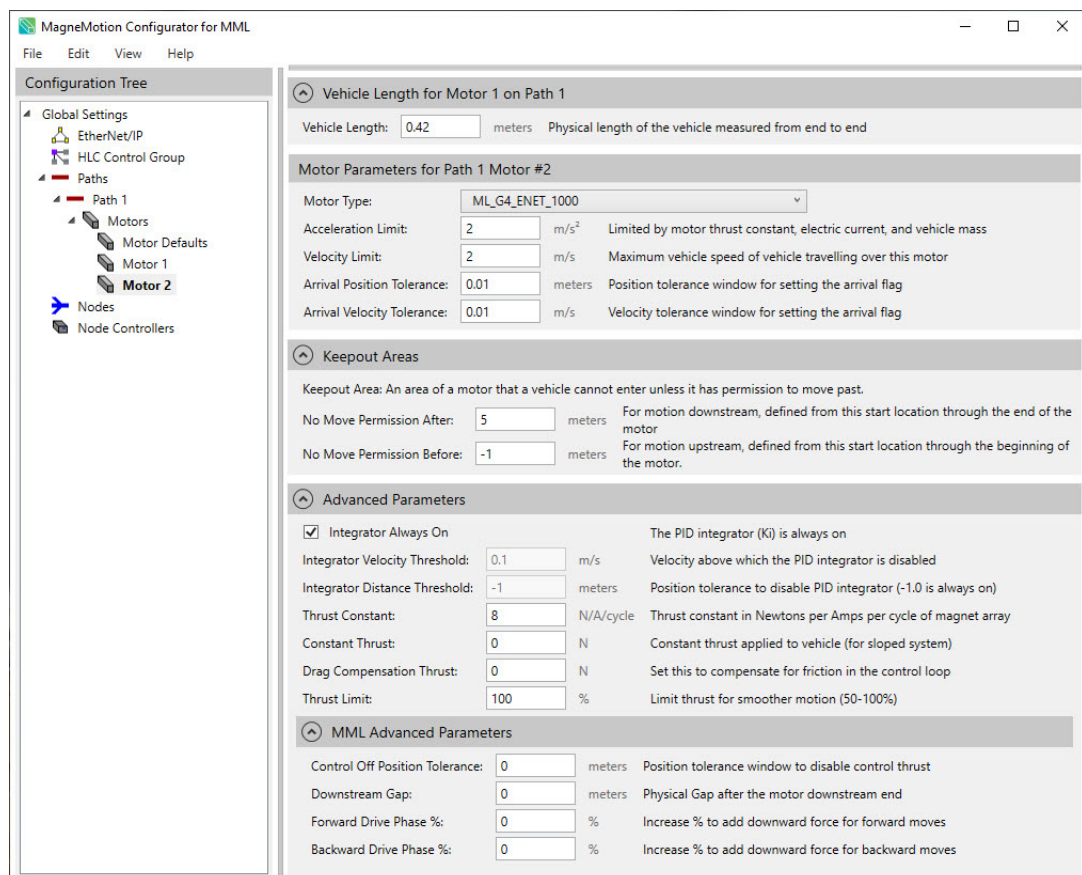 MagneMotion Configurator for MML
File Edit View Help
Configuration Tree
Global Settings
EtherNet/IP
HLC Control Group
Paths
Path 1
Motors
Motor Defaults
Motor 1
Motor 2
Nodes
Node Controllers
Vehicle Length for Motor 1 on Path 1
Vehicle Length: 0.42 meters Physical length of the vehicle measured from end to end
Motor Parameters for Path 1 Motor #2
Motor Type: ML_G4_ENET_1000
Acceleration Limit: 2 m/s² Limited by motor thrust constant, electric current, and vehicle mass
Velocity Limit: 2 m/s Maximum vehicle speed of vehicle travelling over this motor
Arrival Position Tolerance: 0.01 meters Position tolerance window for setting the arrival flag
Arrival Velocity Tolerance: 0.01 m/s Velocity tolerance window for setting the arrival flag
Keepout Areas
Keepout Area: An area of a motor that a vehicle cannot enter unless it has permission to move past.
No Move Permission After: 5 meters For motion downstream, defined from this start location through the end of the
motor
No Move Permission Before: -1 meters For motion upstream, defined from this start location through the beginning of
the motor.
Advanced Parameters
Integrator Always On The PID integrator (Ki) is always on
Integrator Velocity Threshold: 0.1 m/s Velocity above which the PID integrator is disabled
Integrator Distance Threshold: -1 meters Position tolerance to disable PID integrator (-1.0 is always on)
Thrust Constant: 8 N/A/cycle Thrust constant in Newtons per Amps per cycle of magnet array
Constant Thrust: 0 N Constant thrust applied to vehicle (for sloped system)
Drag Compensation Thrust: 0 N Set this to compensate for friction in the control loop
Thrust Limit: 100 % Limit thrust for smoother motion (50-100%)
MML Advanced Parameters
Control Off Position Tolerance: 0 meters Position tolerance window to disable control thrust
Downstream Gap: 0 meters Physical Gap after the motor downstream end
Forward Drive Phase %: 0 % Increase % to add downward force for forward moves
Backward Drive Phase %: 0 % Increase % to add downward force for backward moves